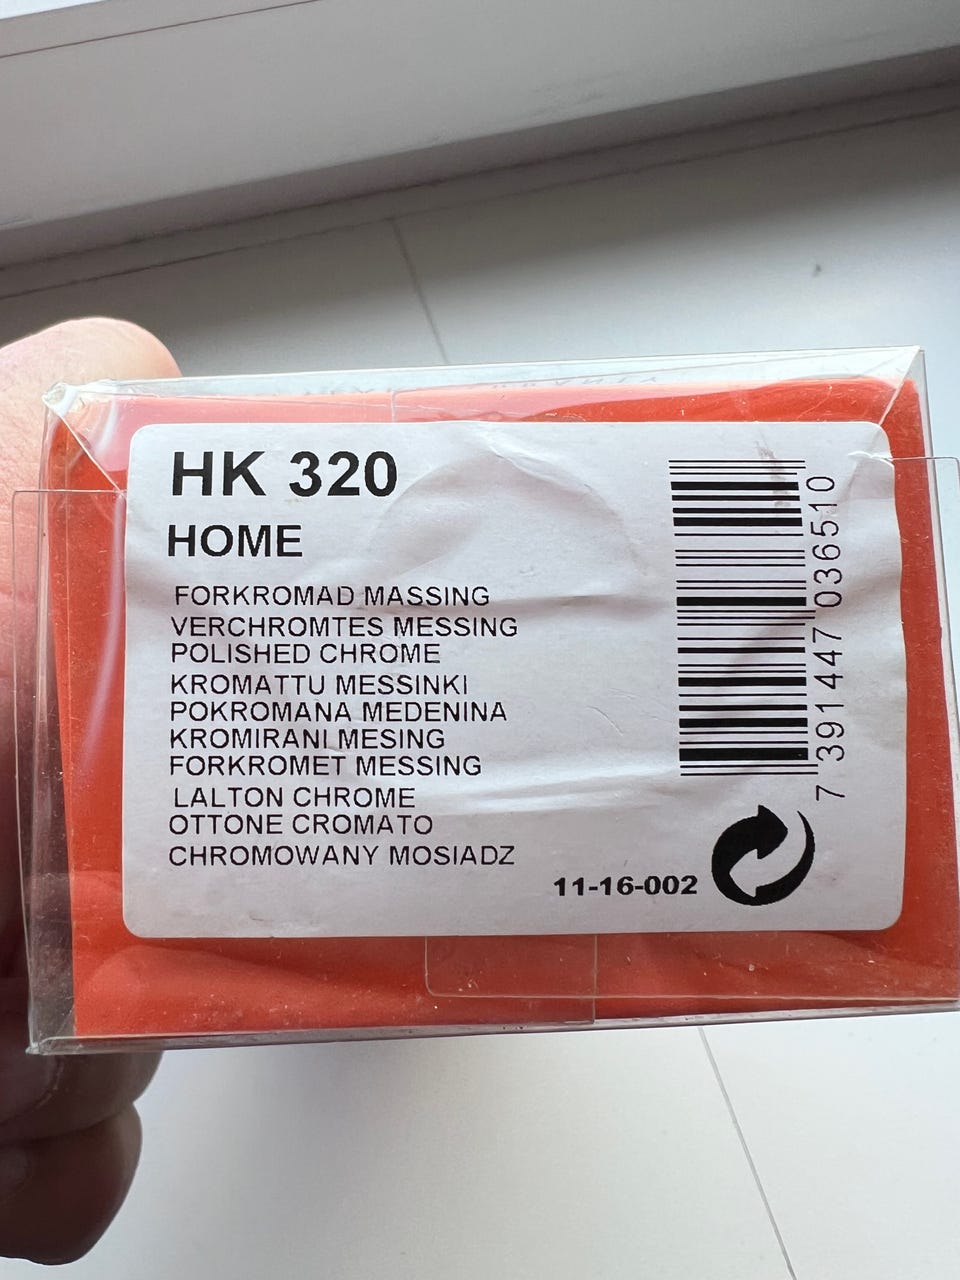 HK 320
HOME
FORKROMAD MASSING
VERCHROMTES MESSING
POLISHED CHROME
KROMATTU MESSINKI
POKROMANA MEDENINA
KROMIRANI MESING
FORKROMET MESSING
LALTON CHROME
OTTONE CROMATO
CHROMOWANY MOSIADZ
11-16-002
7 391447 036510